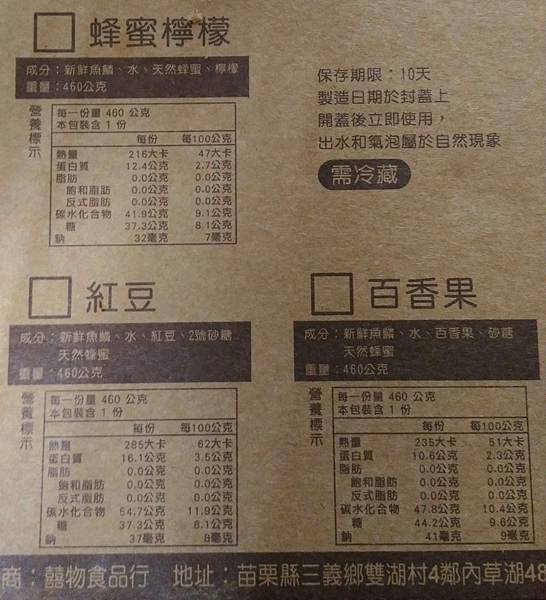 蜂蜜檸檬
成分：新鮮魚鱗、水、天然蜂蜜、檸檬
重量：460公克
營養標示
每一份量 460 公克
本包裝含 1 份
每份 每100公克
熱量 216大卡 47大卡
蛋白質 12.4公克 2.7公克
脂肪 0.0公克 0.0公克
飽和脂肪 0.0公克 0.0公克
反式脂肪 0.0公克 0.0公克
碳水化合物 41.9公克 9.1公克
糖 37.3公克 8.1公克
鈉 32毫克 7毫克
保存期限：10天
製造日期於封蓋上
開蓋後立即使用，
出水和氣泡屬於自然現象
需冷藏
紅豆
成分：新鮮魚鱗、水、紅豆、2號砂糖
天然蜂蜜
重量：460公克
營養標示
每一份量 460 公克
本包裝含 1 份
每份 每100公克
熱量 285大卡 62大卡
蛋白質 16.1公克 3.5公克
脂肪 0.0公克 0.0公克
飽和脂肪 0.0公克 0.0公克
反式脂肪 0.0公克 0.0公克
碳水化合物 54.7公克 11.9公克
糖 37.3公克 8.1公克
鈉 37毫克 8毫克
百香果
成分：新鮮魚鱗、水、百香果、砂糖
天然蜂蜜
重量：460公克
營養標示
每一份量 460 公克
本包裝含 1 份
每份 每100公克
熱量 235大卡 51大卡
蛋白質 10.6公克 2.3公克
脂肪 0.0公克 0.0公克
飽和脂肪 0.0公克 0.0公克
反式脂肪 0.0公克 0.0公克
碳水化合物 47.8公克 10.4公克
糖 44.2公克 9.6公克
鈉 41毫克 9毫克
商：囍物食品行 地址：苗栗縣三義鄉雙湖村4鄰內草湖48